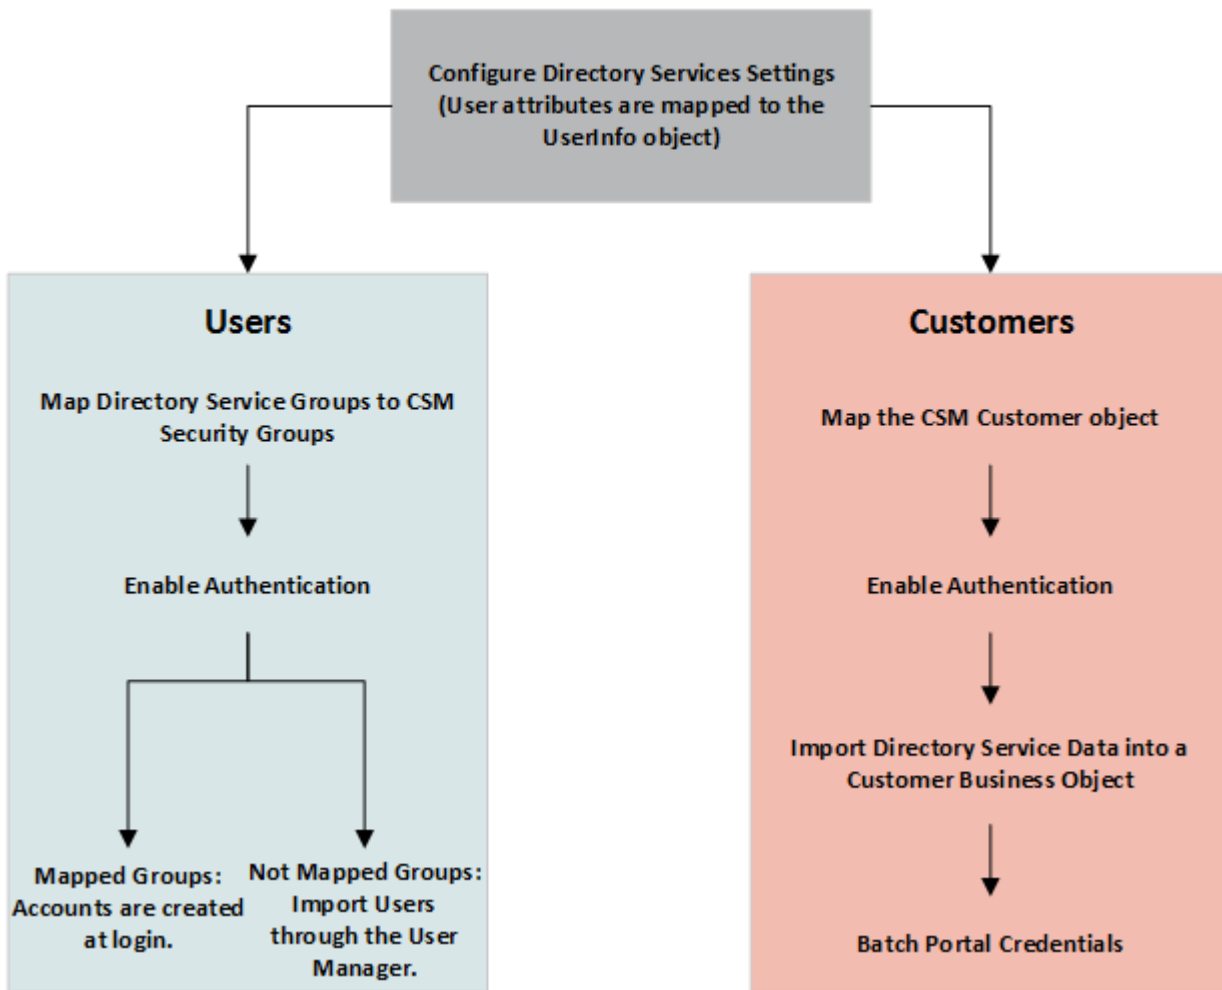 Configure Directory Services Settings
(User attributes are mapped to the
UserInfo object)
Users
Map Directory Service Groups to CSM
Security Groups
Enable Authentication
Mapped Groups:
Accounts are created
at login.
Not Mapped Groups:
Import Users
through the User
Manager.
Customers
Map the CSM Customer object
Enable Authentication
Import Directory Service Data into a
Customer Business Object
Batch Portal Credentials